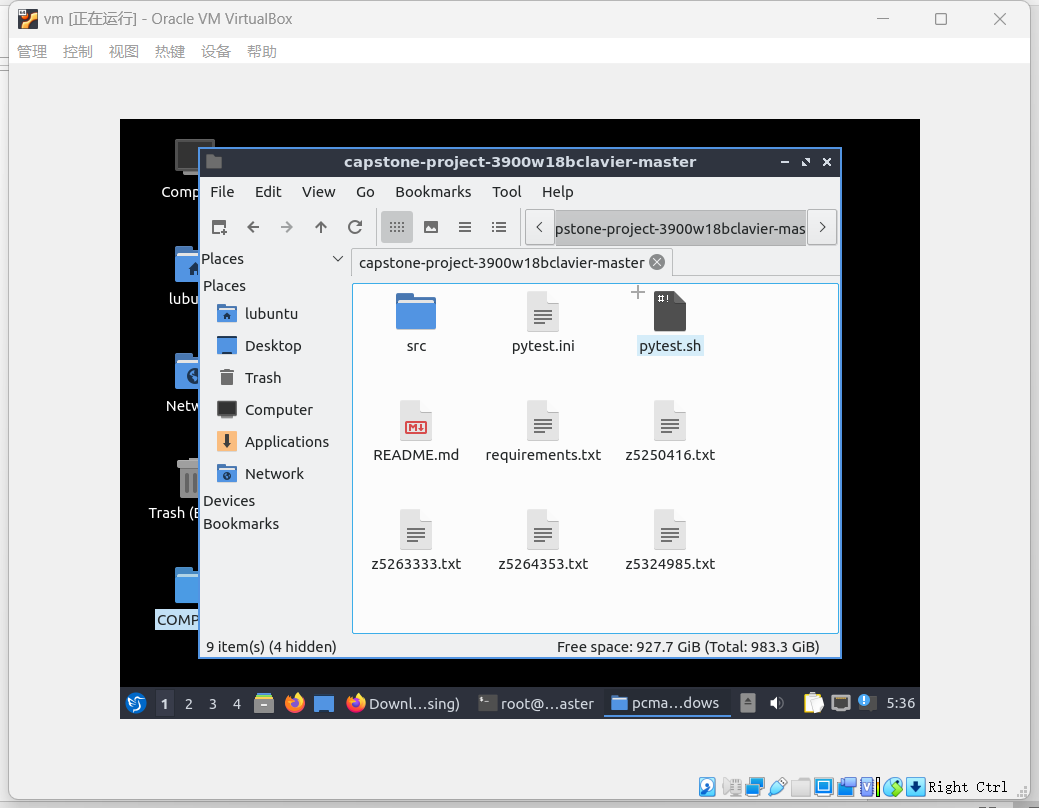 vm [正在运行] - Oracle VM VirtualBox
管理 控制 视图 热键 设备 帮助
capstone-project-3900w18bclavier-master
File Edit View Go Bookmarks Tool Help
pstone-project-3900w18bclavier-mas
Places
capstone-project-3900w18bclavier-master
Places
lubuntu
Desktop
Trash
Computer
Applications
Network
Devices
Bookmarks
src pytest.ini #! pytest.sh
README.md requirements.txt z5250416.txt
z5263333.txt z5264353.txt z5324985.txt
9 item(s) (4 hidden) Free space: 927.7 GiB (Total: 983.3 GiB)
Comp
lubu
Netw
Trash (E
COMP
1 2 3 4 Downl...sing) root@...aster pcma...dows 5:36
Right Ctrl